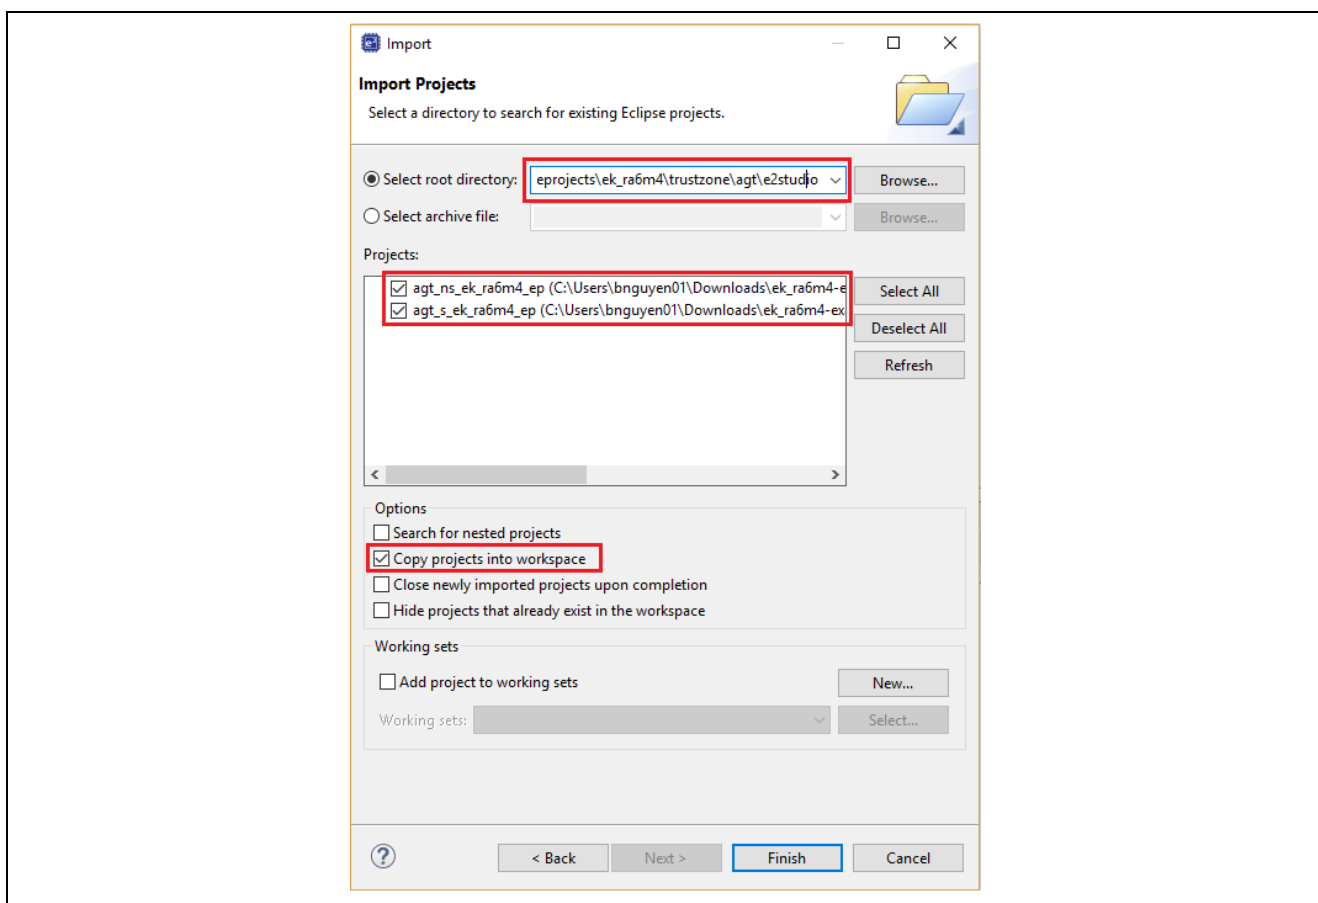 Import
Import Projects
Select a directory to search for existing Eclipse projects.
Select root directory: eprojects\ek_ra6m4\trustzone\agt\e2studio Browse...
Select archive file: Browse...
Projects:
agt_ns_ek_ra6m4_ep (C:\Users\bnguyen01\Downloads\ek_ra6m4-e Select All
agt_s_ek_ra6m4_ep (C:\Users\bnguyen01\Downloads\ek_ra6m4-ex
Deselect All
Refresh
Options
Search for nested projects
Copy projects into workspace
Close newly imported projects upon completion
Hide projects that already exist in the workspace
Working sets
Add project to working sets New...
Working sets: Select...
? < Back Next > Finish Cancel